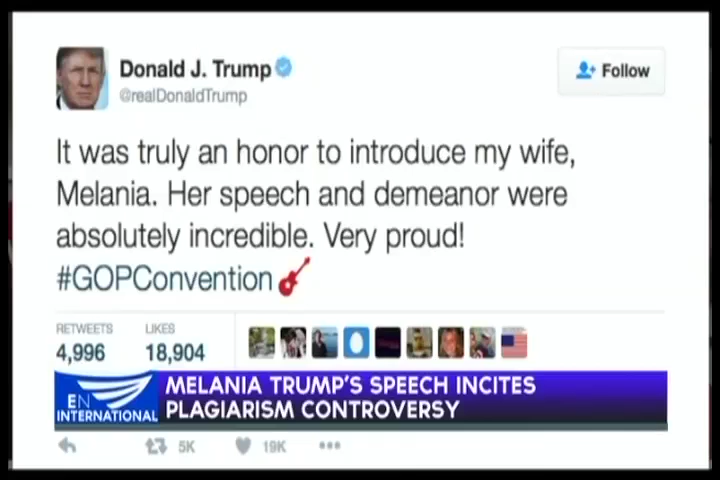 Donald J. Trump
@realDonaldTrump
Follow
It was truly an honor to introduce my wife,
Melania. Her speech and demeanor were
absolutely incredible. Very proud!
#GOPConvention
RETWEETS LIKES
4,996 18,904
EN
INTERNATIONAL
MELANIA TRUMP'S SPEECH INCITES
PLAGIARISM CONTROVERSY
5K 19K